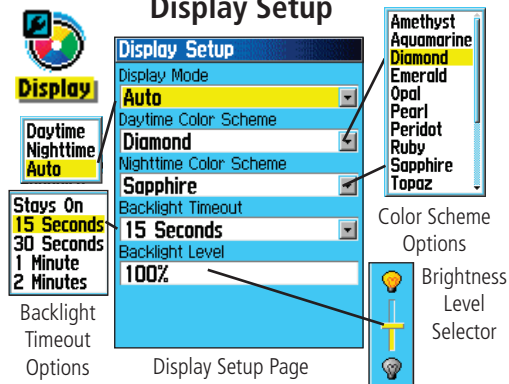 Display Setup
Display
Display Setup
Display Mode
Auto
Daytime Color Scheme
Diamond
Nighttime Color Scheme
Sapphire
Backlight Timeout
15 Seconds
Backlight Level
100%
Daytime
Nighttime
Auto
Stays On
15 Seconds
30 Seconds
1 Minute
2 Minutes
Backlight
Timeout
Options
Display Setup Page
Amethyst
Aquamarine
Diamond
Emerald
Opal
Pearl
Peridot
Ruby
Sapphire
Topaz
Color Scheme
Options
Brightness
Level
Selector